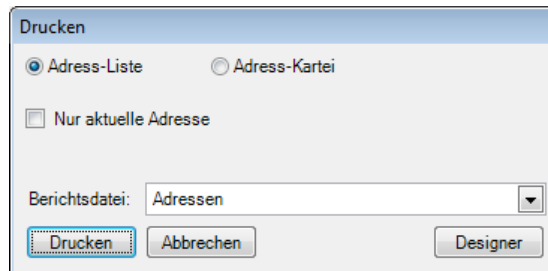 Drucken
Adress-Liste Adress-Kartei
Nur aktuelle Adresse
Berichtsdatei: Adressen
Drucken Abbrechen Designer